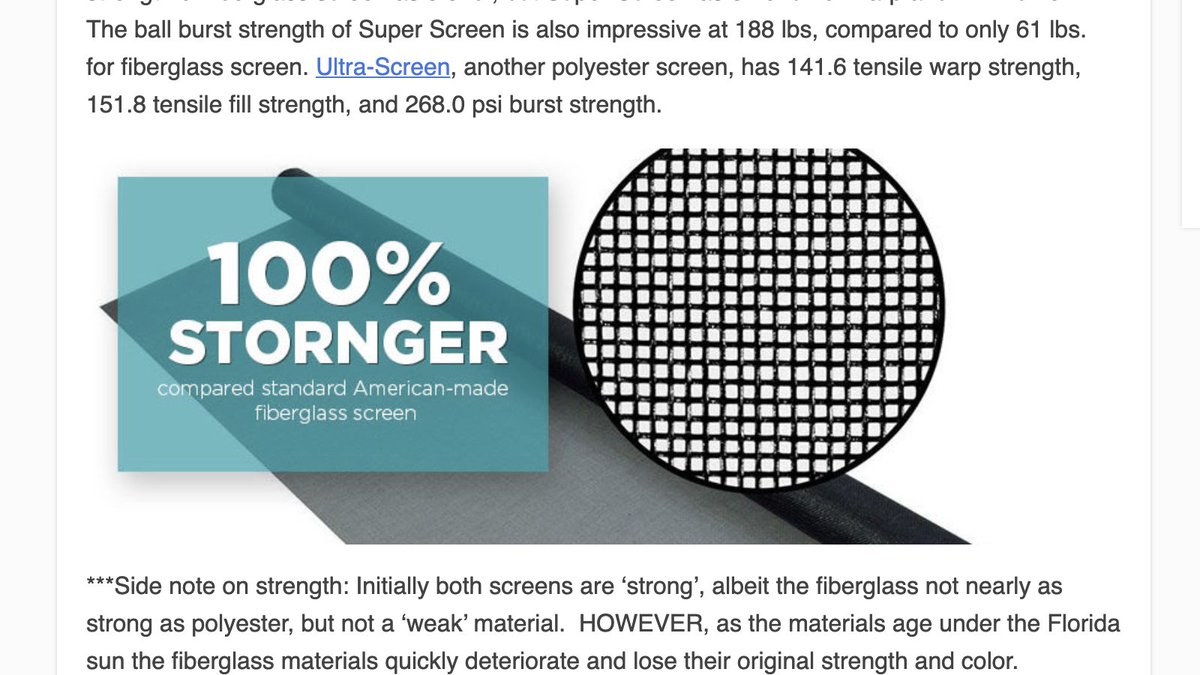 The ball burst strength of Super Screen is also impressive at 188 lbs, compared to only 61 lbs.
for fiberglass screen. Ultra-Screen, another polyester screen, has 141.6 tensile warp strength,
151.8 tensile fill strength, and 268.0 psi burst strength.
100%
STORNGER
compared standard American-made
fiberglass screen
***Side note on strength: Initially both screens are ‘strong’, albeit the fiberglass not nearly as
strong as polyester, but not a ‘weak’ material.  HOWEVER, as the materials age under the Florida
sun the fiberglass materials quickly deteriorate and lose their original strength and color.